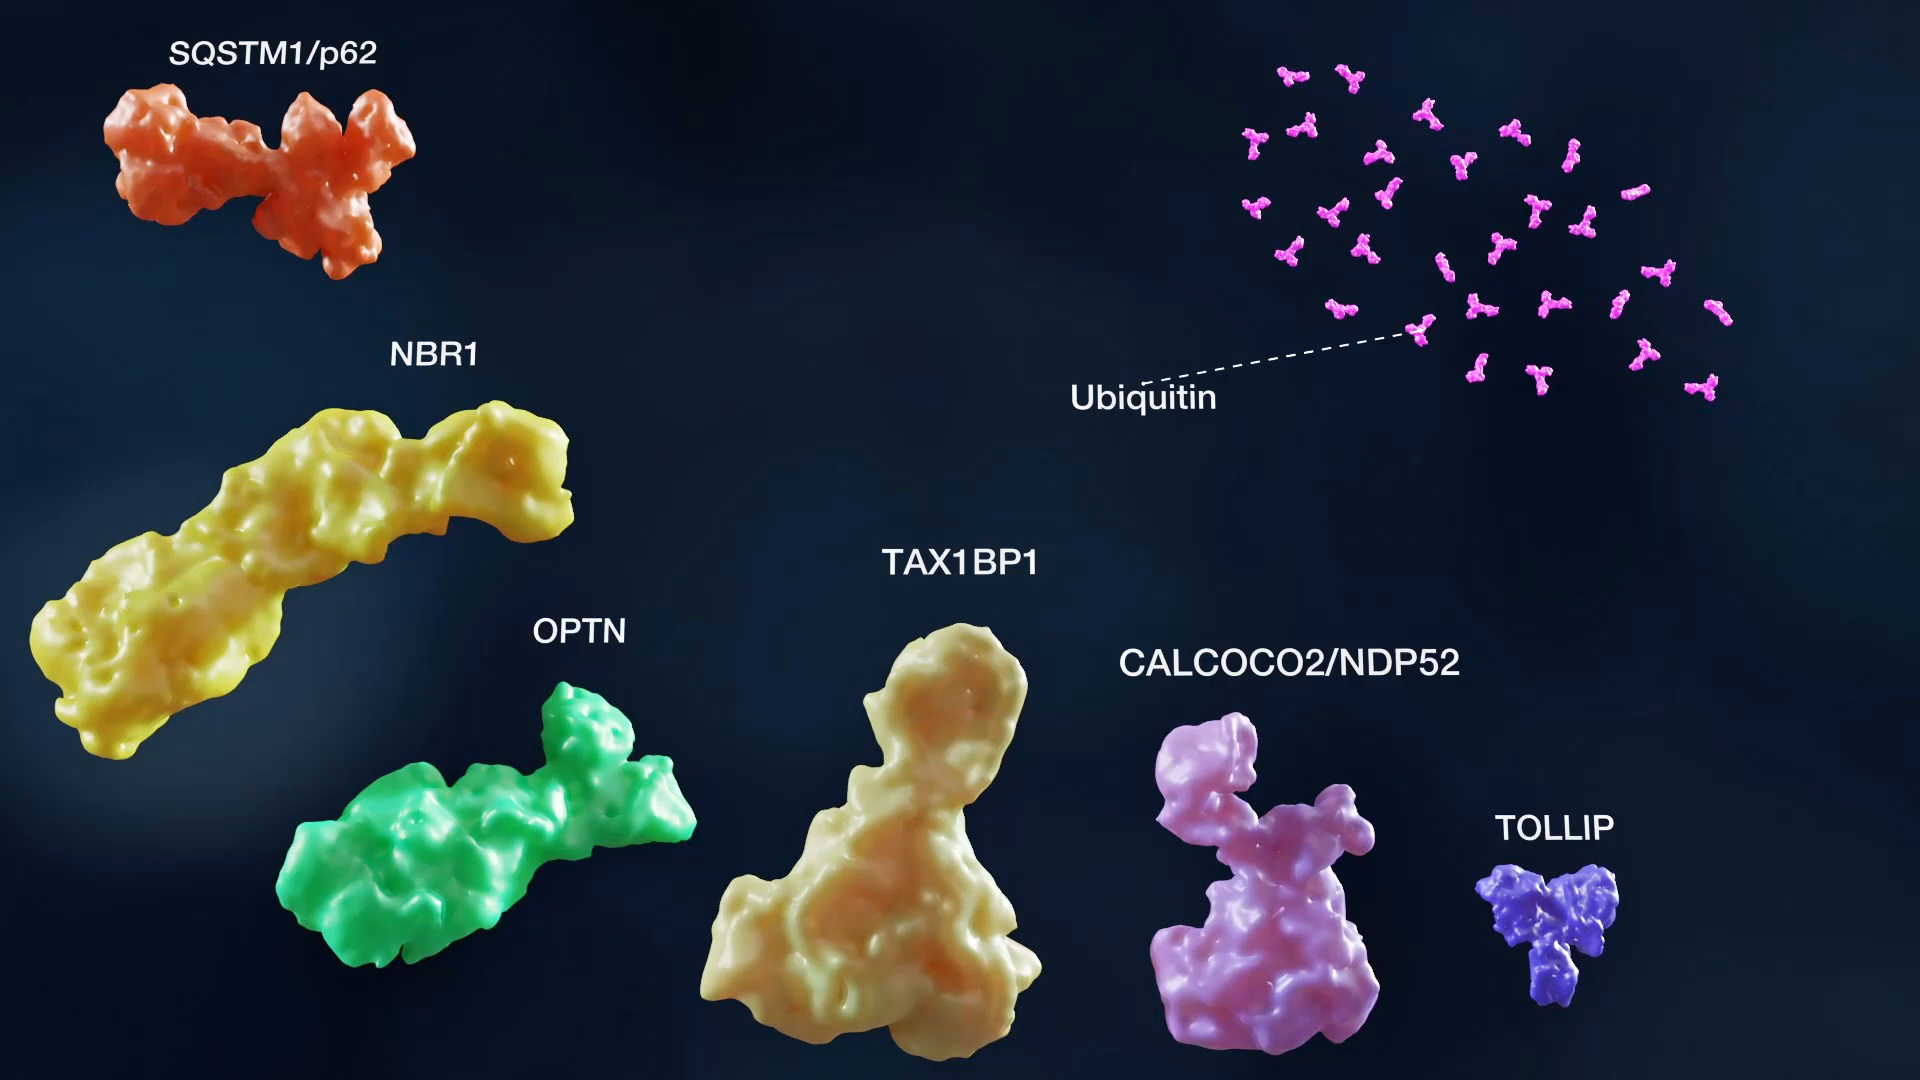 SQSTM1/p62
NBR1
Ubiquitin
TAX1BP1
OPTN
CALCOCO2/NDP52
TOLLIP